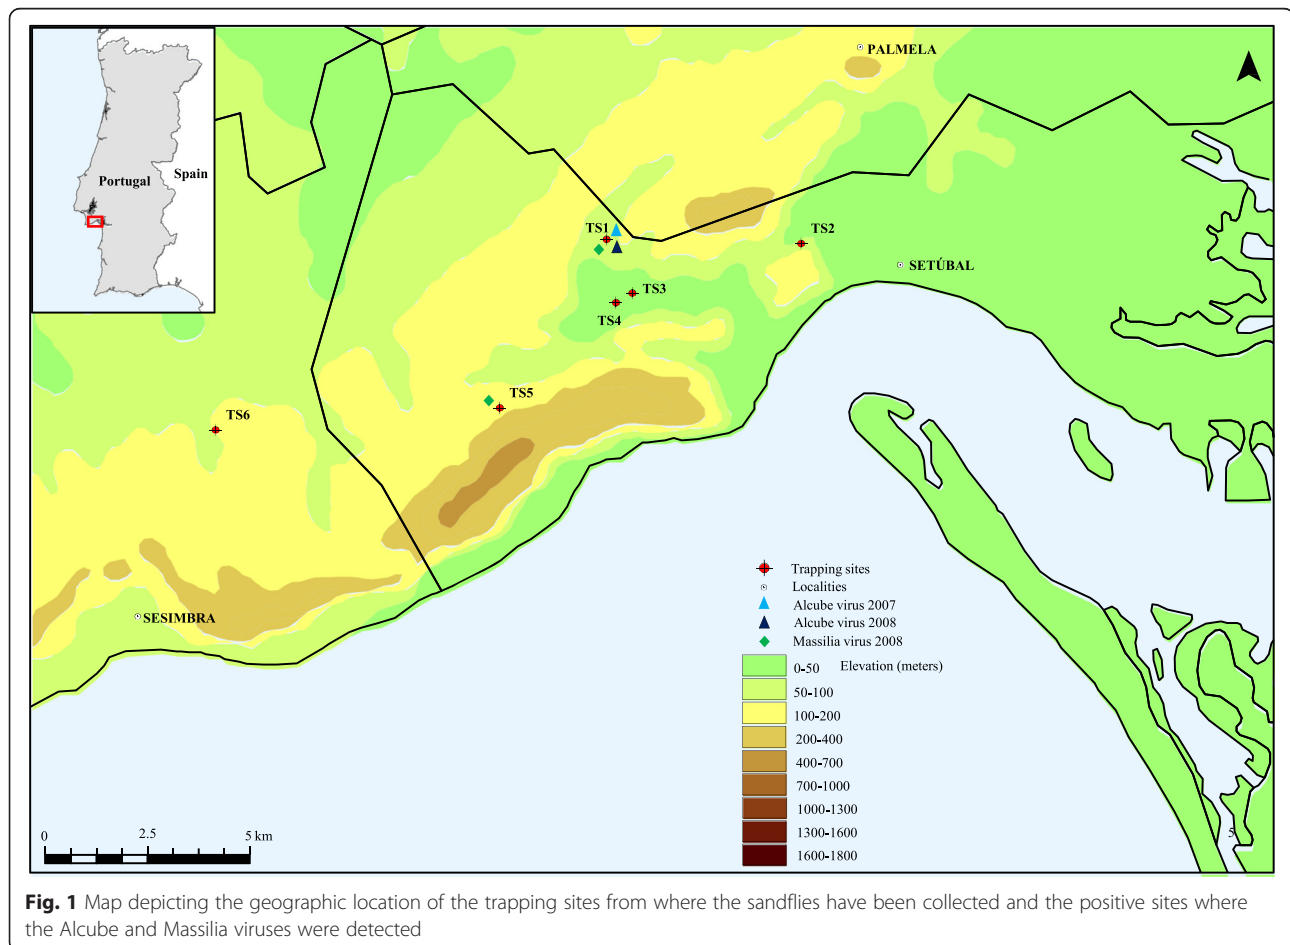 PALMELA
Spain
Portugal
TS1
TS2
SETÚBAL
TS3
TS4
TS5
TS6
SESIMBRA
Trapping sites
Localities
Alcube virus 2007
Alcube virus 2008
Massilia virus 2008
0-50 Elevation (meters)
50-100
100-200
200-400
400-700
700-1000
1000-1300
1300-1600
1600-1800
0 2.5 5 km
5
Fig. 1 Map depicting the geographic location of the trapping sites from where the sandflies have been collected and the positive sites where
the Alcube and Massilia viruses were detected